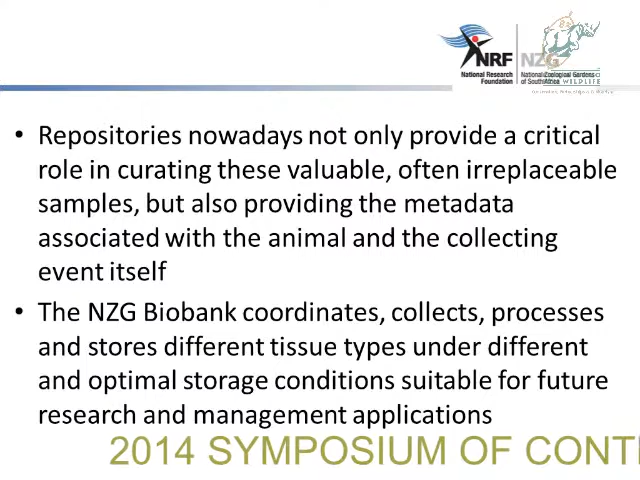 NRF
NZG
National Research
Foundation
National Zoological Gardens
of South Africa
WILDLIFE
• Repositories nowadays not only provide a critical
role in curating these valuable, often irreplaceable
samples, but also providing the metadata
associated with the animal and the collecting
event itself
• The NZG Biobank coordinates, collects, processes
and stores different tissue types under different
and optimal storage conditions suitable for future
research and management applications
2014 SYMPOSIUM OF CONT